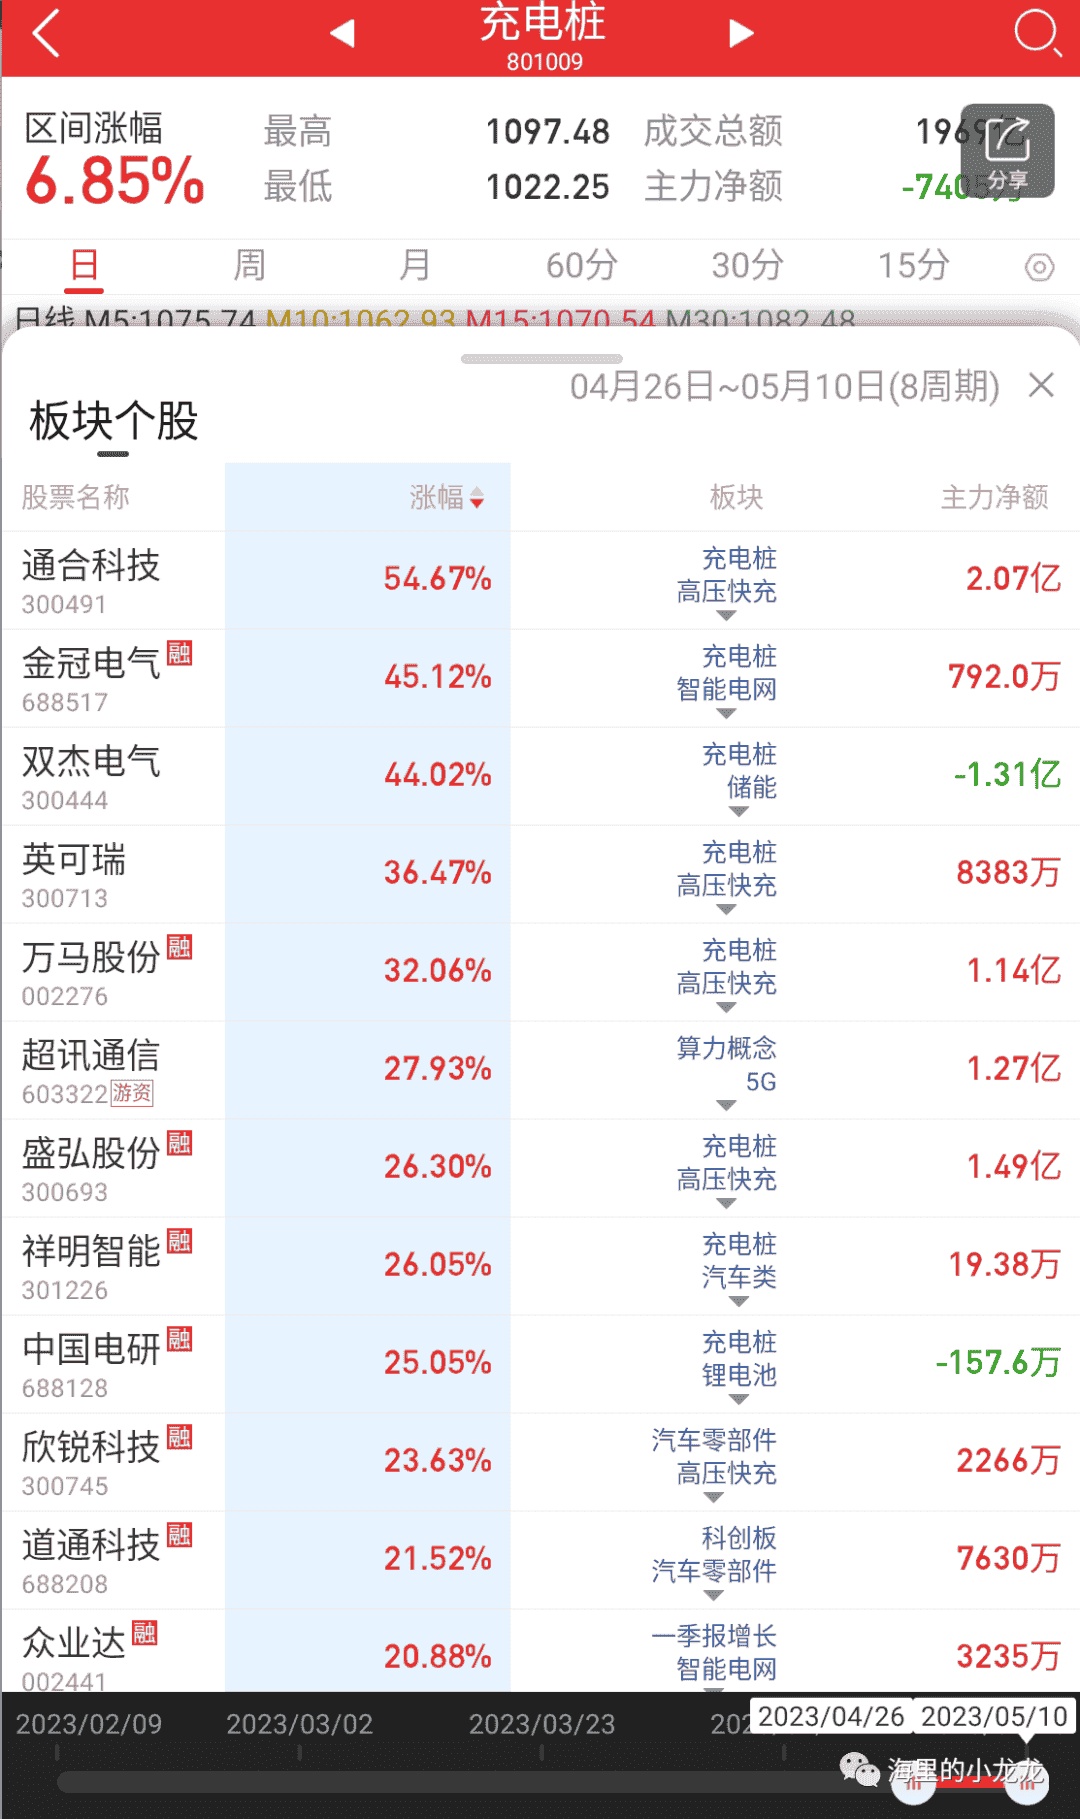 充电桩
801009
区间涨幅 最高 1097.48 成交总额
6.85% 最低 1022.25 主力净额
分享
日 周 月 60分 30分 15分
日线 M5:1075.74 M10:1062.93 M15:1070.54 M30:1082.48
04月26日~05月10日(8周期)
板块个股
股票名称 涨幅 板块 主力净额
通合科技 充电桩
300491 54.67% 高压快充 2.07亿
金冠电气 融 充电桩
688517 45.12% 智能电网 792.0万
双杰电气 充电桩
300444 44.02% 储能 -1.31亿
英可瑞 充电桩
300713 36.47% 高压快充 8383万
万马股份 融 充电桩
002276 32.06% 高压快充 1.14亿
超讯通信 算力概念
603322 游资 27.93% 5G 1.27亿
盛弘股份 融 充电桩
300693 26.30% 高压快充 1.49亿
祥明智能 融 充电桩
301226 26.05% 汽车类 19.38万
中国电研 融 充电桩
688128 25.05% 锂电池 -157.6万
欣锐科技 融 汽车零部件
300745 23.63% 高压快充 2266万
道通科技 融 科创板
688208 21.52% 汽车零部件 7630万
众业达 融 一季报增长
002441 20.88% 智能电网 3235万
2023/02/09 2023/03/02 2023/03/23 2023/04/26 2023/05/10
海里的小龙龙